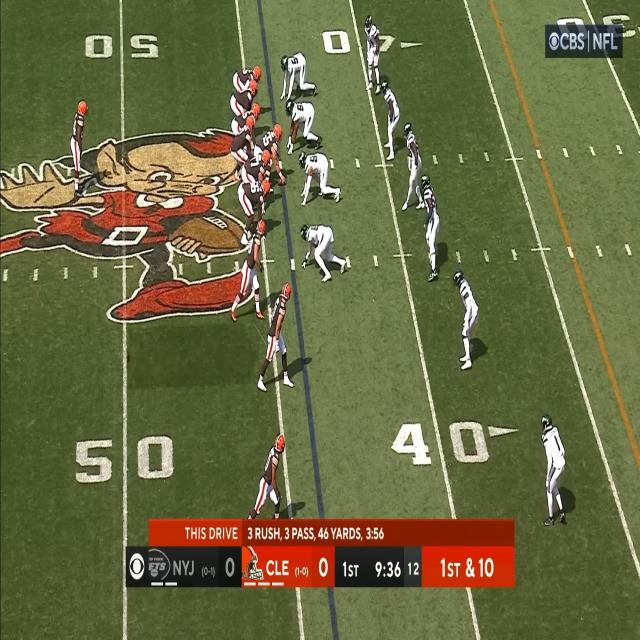 50
40
CBS NFL
50
40
THIS DRIVE 3 RUSH, 3 PASS, 46 YARDS, 3:56
JETS NYJ (0-1) 0 CLE (1-0) 0 1ST 9:36 12 1ST & 10